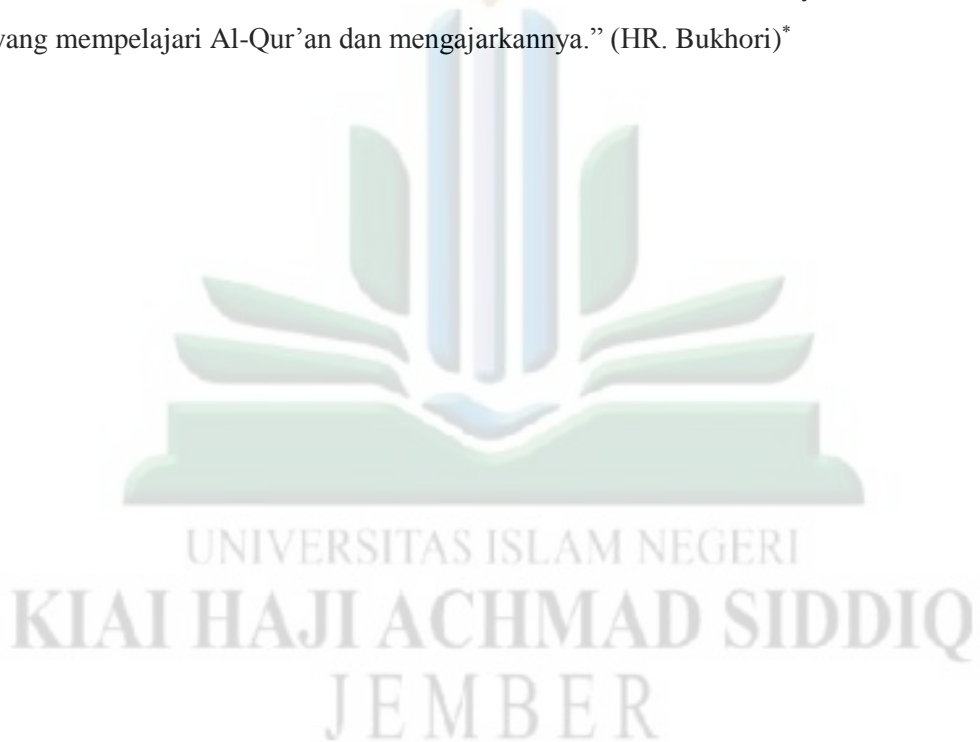 yang mempelajari Al-Qur’an dan mengajarkannya.” (HR. Bukhori)*
UNIVERSITAS ISLAM NEGERI
KIAI HAJI ACHMAD SIDDIQ
JEMBER